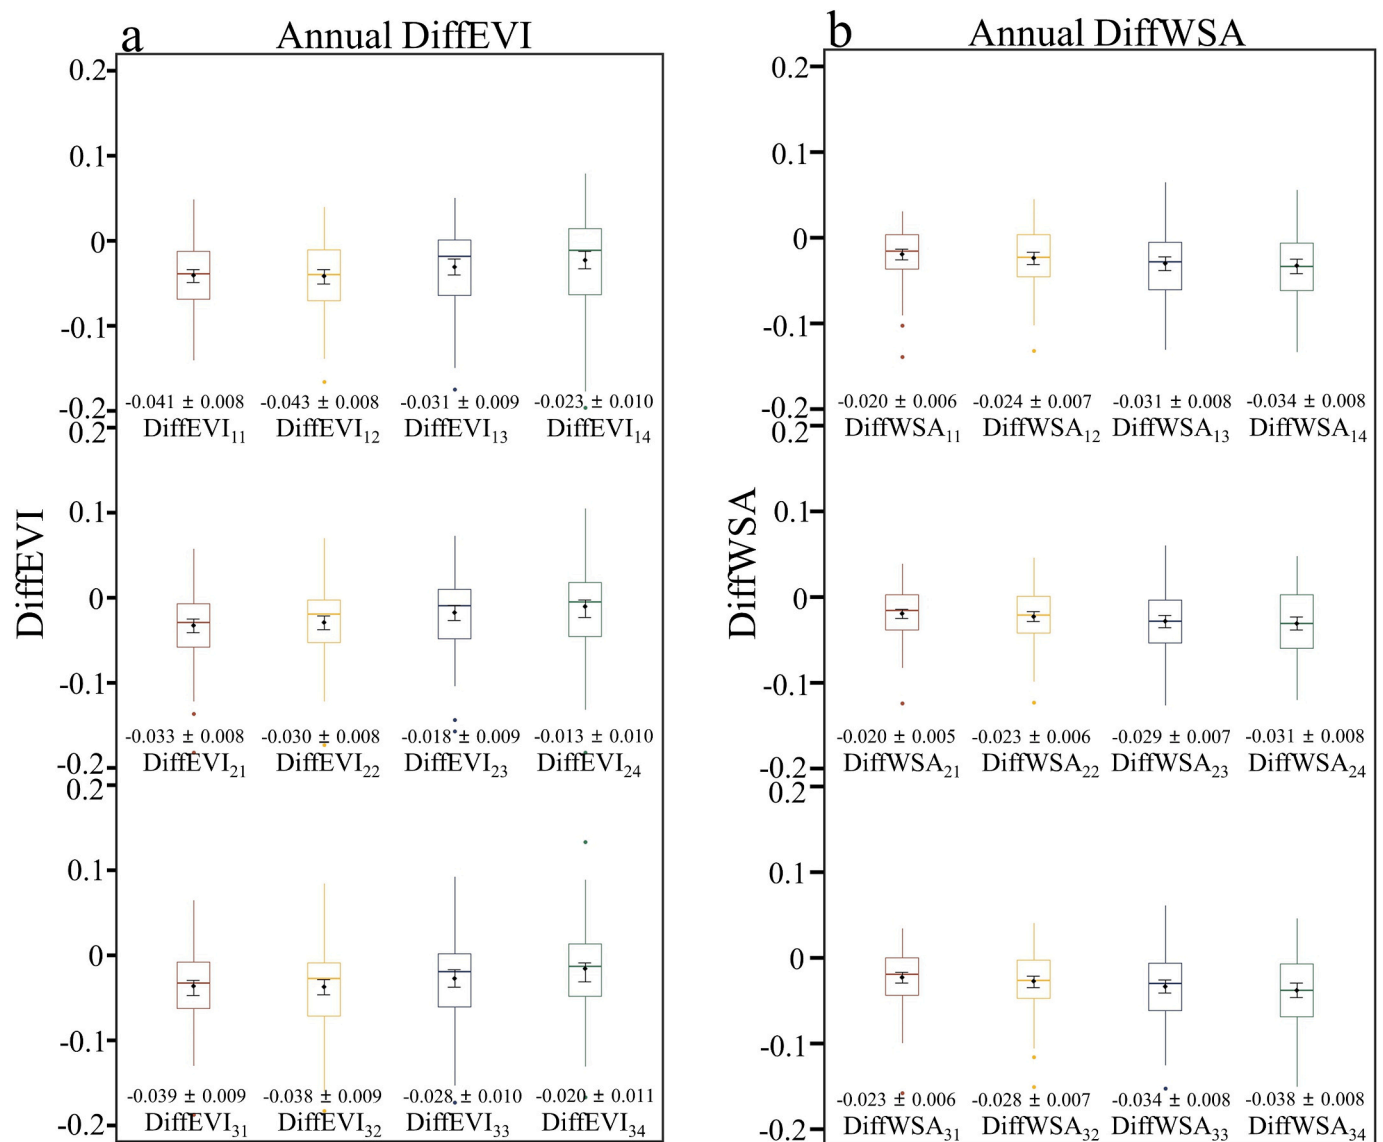 a Annual DiffEVI
0.2
0.1
0
-0.1
-0.2
-0.041 ± 0.008 -0.043 ± 0.008 -0.031 ± 0.009 -0.023 ± 0.010
DiffEVI11 DiffEVI12 DiffEVI13 DiffEVI14
0.2
0.1
0
-0.1
-0.2
-0.033 ± 0.008 -0.030 ± 0.008 -0.018 ± 0.009 -0.013 ± 0.010
DiffEVI21 DiffEVI22 DiffEVI23 DiffEVI24
0.2
0.1
0
-0.1
-0.2
-0.039 ± 0.009 -0.038 ± 0.009 -0.028 ± 0.010 -0.020 ± 0.011
DiffEVI31 DiffEVI32 DiffEVI33 DiffEVI34
DiffEVI
b Annual DiffWSA
0.2
0.1
0
-0.1
-0.2
-0.020 ± 0.006 -0.024 ± 0.007 -0.031 ± 0.008 -0.034 ± 0.008
DiffWSA11 DiffWSA12 DiffWSA13 DiffWSA14
0.2
0.1
0
-0.1
-0.2
-0.020 ± 0.005 -0.023 ± 0.006 -0.029 ± 0.007 -0.031 ± 0.008
DiffWSA21 DiffWSA22 DiffWSA23 DiffWSA24
0.2
0.1
0
-0.1
-0.2
-0.023 ± 0.006 -0.028 ± 0.007 -0.034 ± 0.008 -0.038 ± 0.008
DiffWSA31 DiffWSA32 DiffWSA33 DiffWSA34
DiffWSA